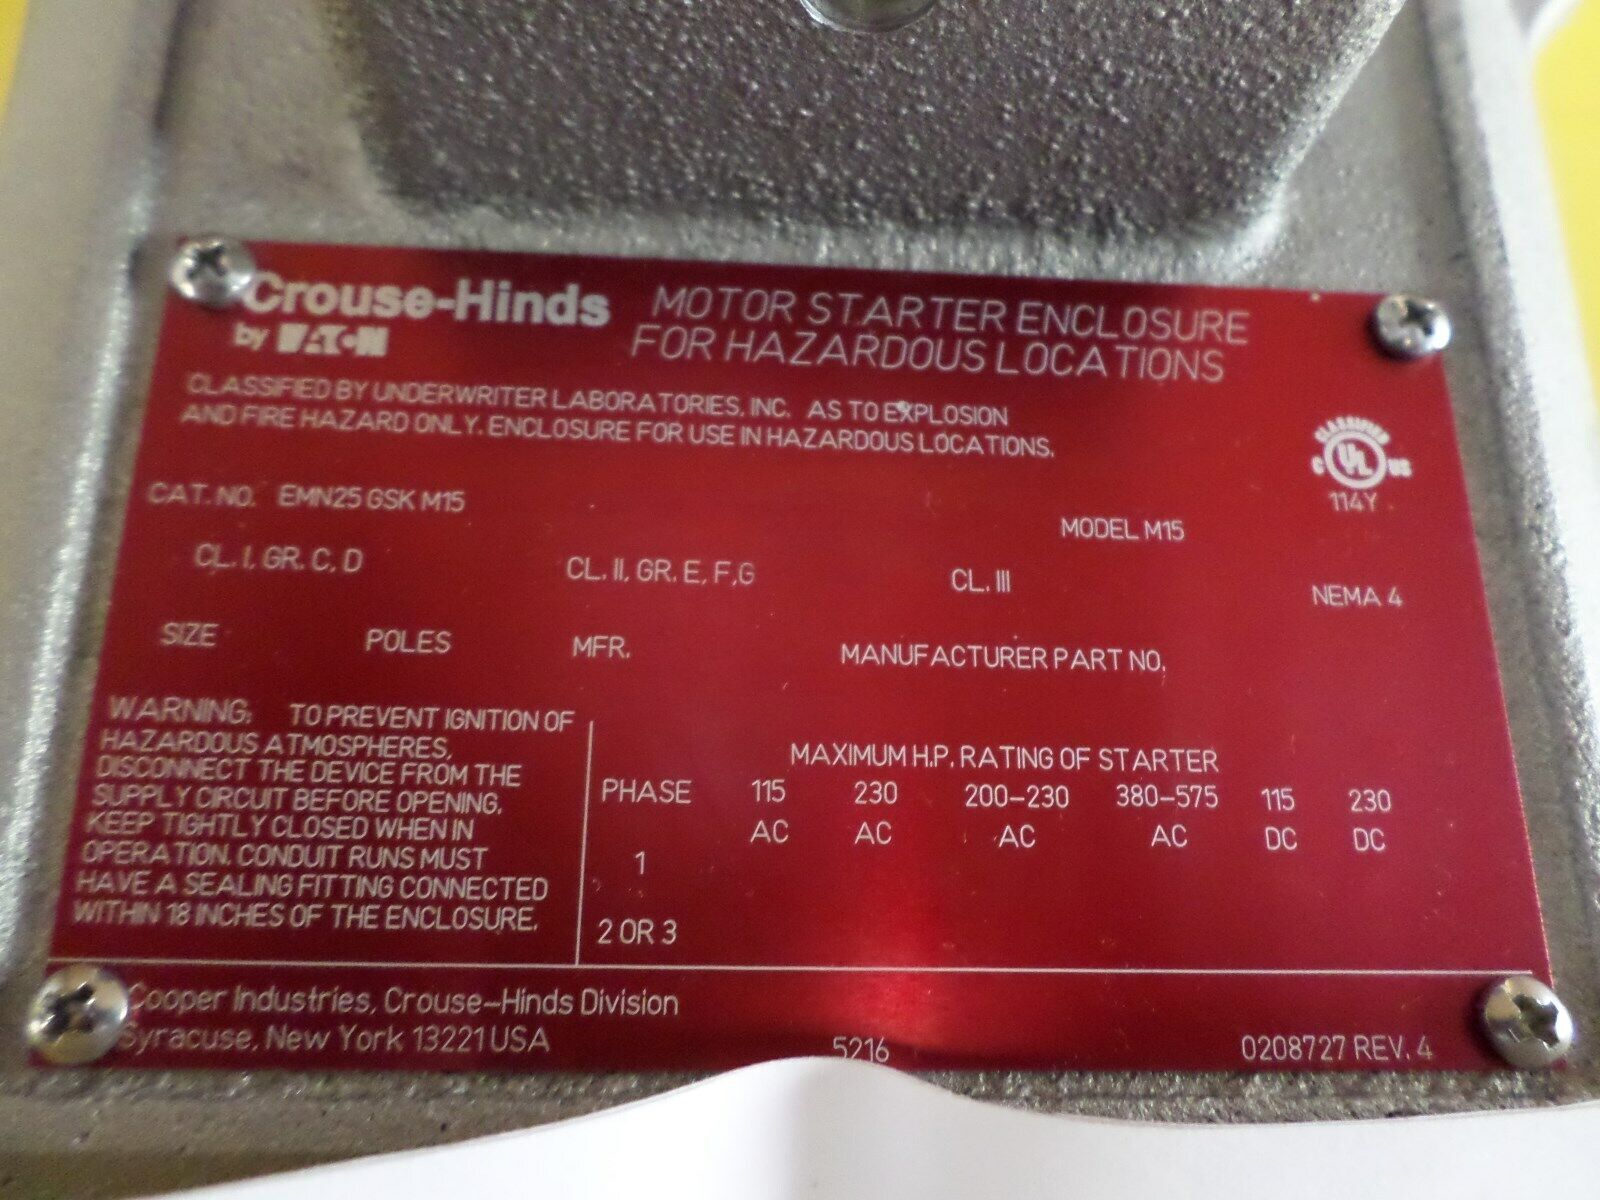 Crouse-Hinds
by EATON
MOTOR STARTER ENCLOSURE
FOR HAZARDOUS LOCATIONS
CLASSIFIED BY UNDERWRITER LABORATORIES, INC. AS TO EXPLOSION
AND FIRE HAZARD ONLY. ENCLOSURE FOR USE IN HAZARDOUS LOCATIONS.
CLASSIFIED
C UL US
114Y
CAT. NO. EMN25 GSK M15
MODEL M15
CL. I, GR. C, D CL. II, GR. E, F,G CL. III NEMA 4
SIZE POLES MFR. MANUFACTURER PART NO.
WARNING: TO PREVENT IGNITION OF
HAZARDOUS ATMOSPHERES,
DISCONNECT THE DEVICE FROM THE
SUPPLY CIRCUIT BEFORE OPENING.
KEEP TIGHTLY CLOSED WHEN IN
OPERATION. CONDUIT RUNS MUST
HAVE A SEALING FITTING CONNECTED
WITHIN 18 INCHES OF THE ENCLOSURE.
MAXIMUM H.P. RATING OF STARTER
PHASE 115 230 200-230 380-575 115 230
AC AC AC AC DC DC
1
2 OR 3
Cooper Industries, Crouse-Hinds Division
Syracuse, New York 13221 USA
5216
0208727 REV. 4